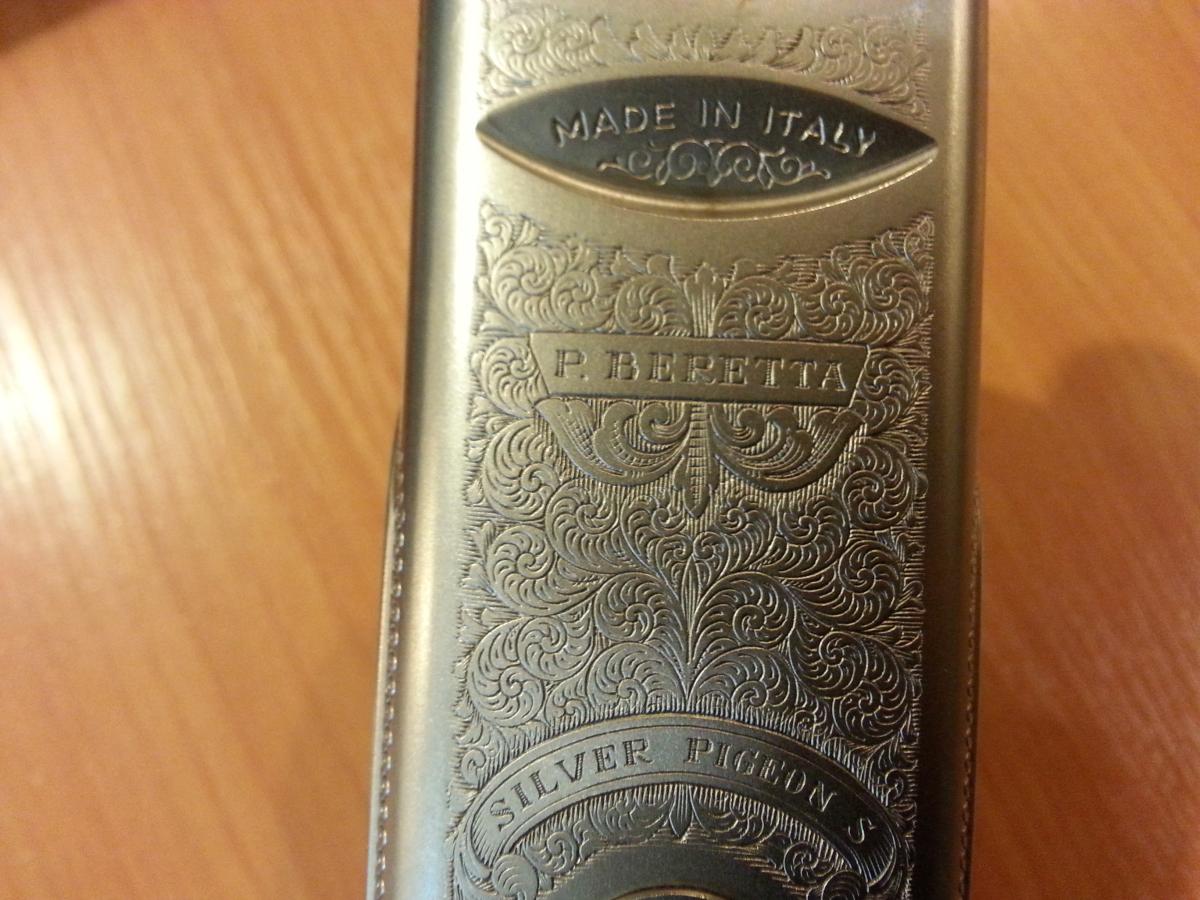 MADE IN ITALY
P. BERETTA
SILVER PIGEON S